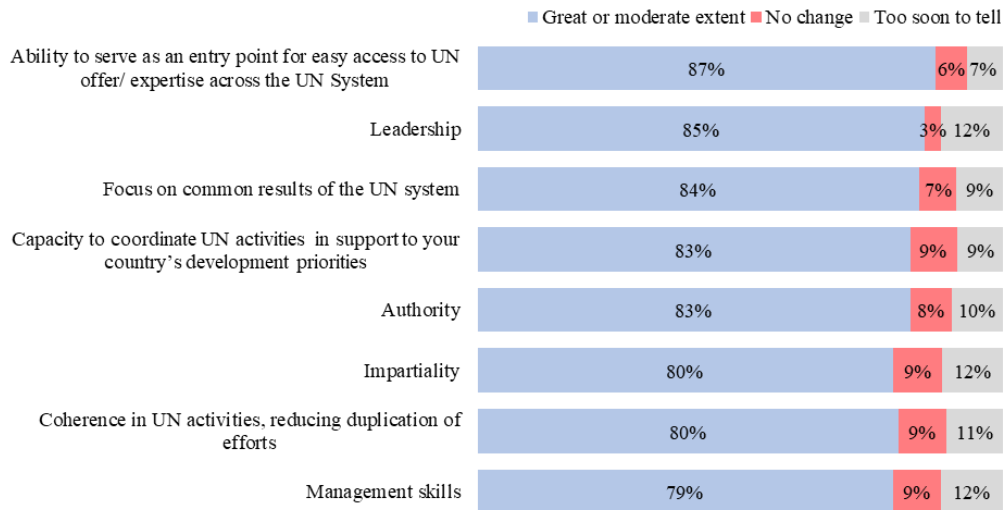 Great or moderate extent No change Too soon to tell
Ability to serve as an entry point for easy access to UN
offer/ expertise across the UN System
87% 6% 7%
Leadership
85% 3% 12%
Focus on common results of the UN system
84% 7% 9%
Capacity to coordinate UN activities in support to your
country's development priorities
83% 9% 9%
Authority
83% 8% 10%
Impartiality
80% 9% 12%
Coherence in UN activities, reducing duplication of
efforts
80% 9% 11%
Management skills
79% 9% 12%